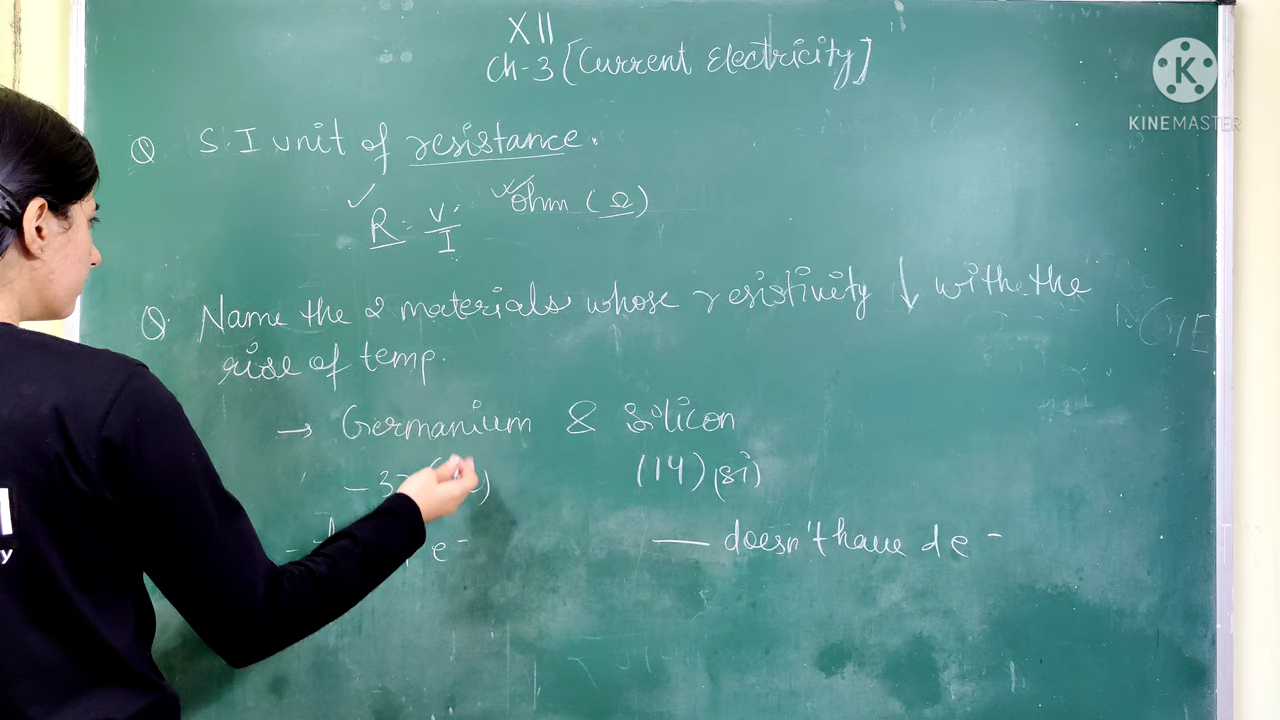 XII
Ch-3 [Current Electricity]
K
KINEMASTER
Q S.I unit of resistance.
✓ R = V/I ✓ ohm (Ω)
Q. Name the 2 materials whose resistivity ↓ with the
rise of temp.
→ Germanium & Silicon
(14) (si)
e⁻ — doesn't have d e⁻
y